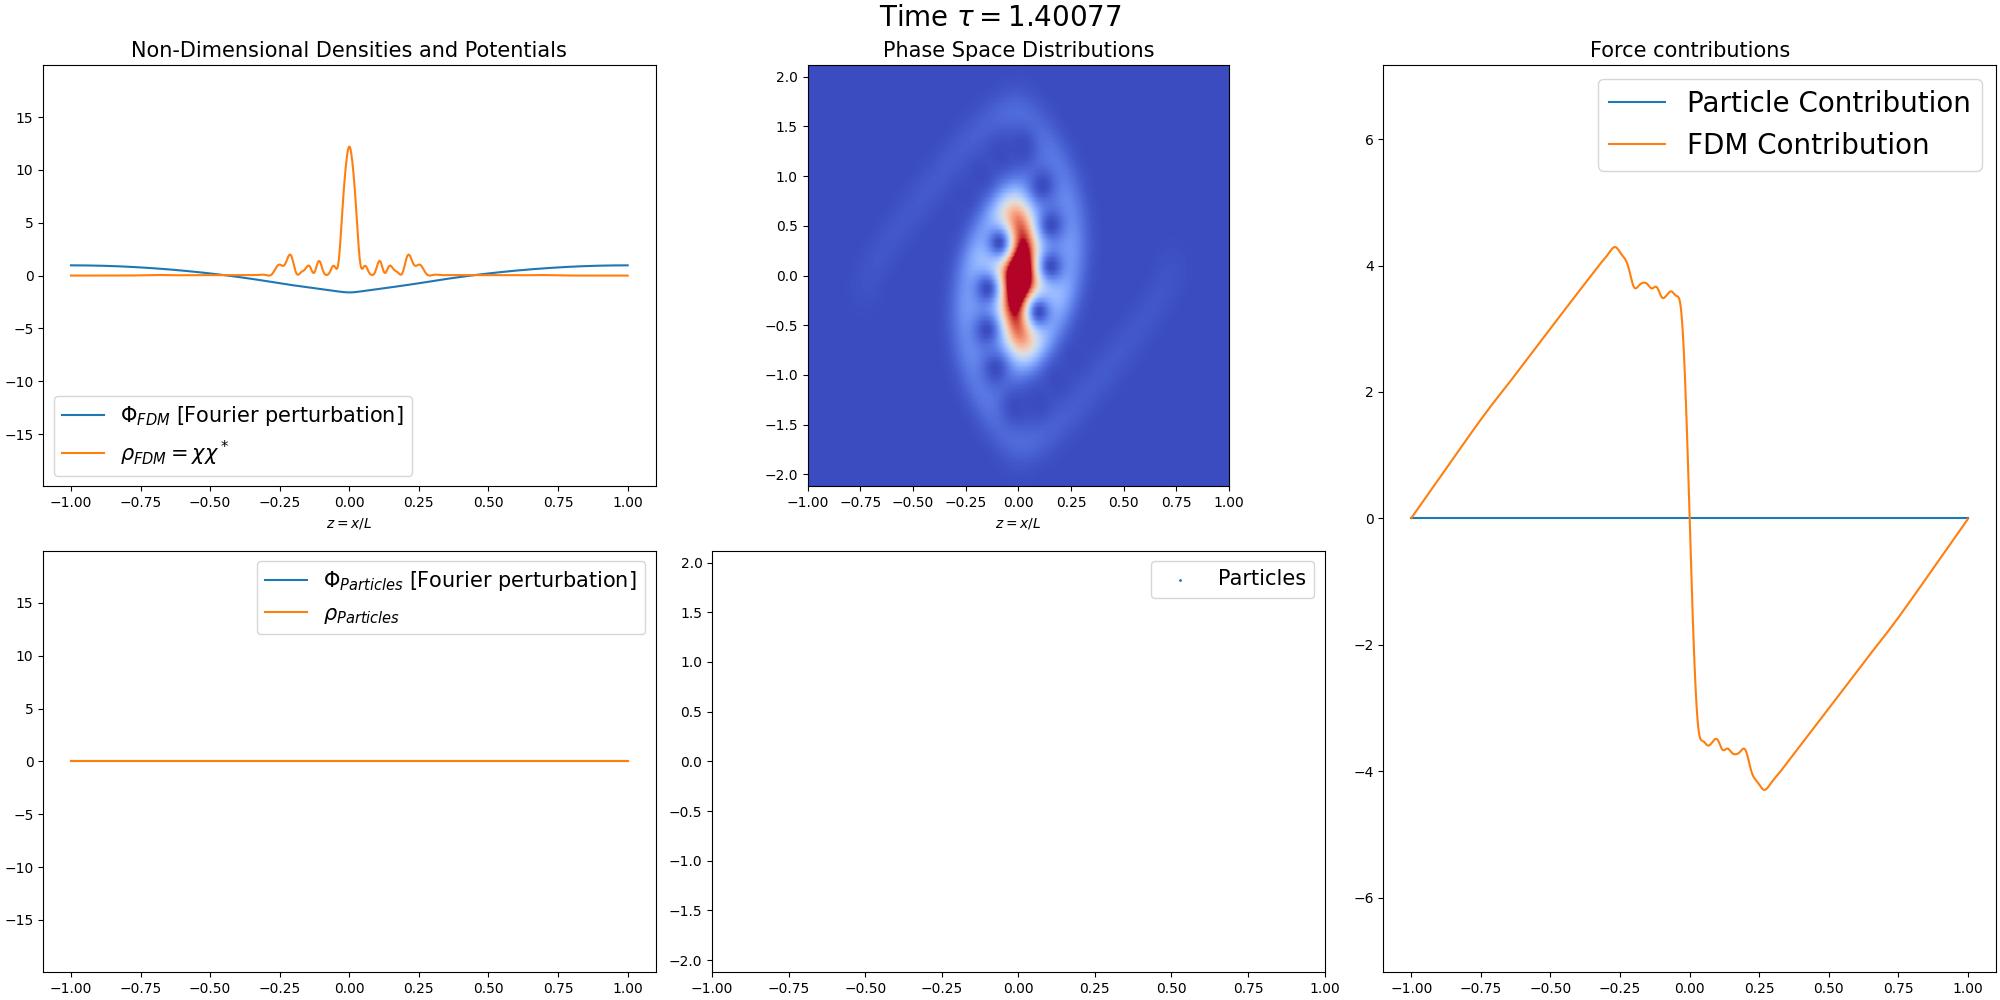 Time τ = 1.40077
Non-Dimensional Densities and Potentials
15
10
5
0
−5
−10
−15
Φ_FDM [Fourier perturbation]
ρ_FDM = χχ*
−1.00 −0.75 −0.50 −0.25 0.00 0.25 0.50 0.75 1.00
z = x/L
Phase Space Distributions
2.0
1.5
1.0
0.5
0.0
−0.5
−1.0
−1.5
−2.0
−1.00 −0.75 −0.50 −0.25 0.00 0.25 0.50 0.75 1.00
z = x/L
Force contributions
Particle Contribution
FDM Contribution
6
4
2
0
−2
−4
−6
−1.00 −0.75 −0.50 −0.25 0.00 0.25 0.50 0.75 1.00
Φ_Particles [Fourier perturbation]
ρ_Particles
15
10
5
0
−5
−10
−15
−1.00 −0.75 −0.50 −0.25 0.00 0.25 0.50 0.75 1.00
Particles
2.0
1.5
1.0
0.5
0.0
−0.5
−1.0
−1.5
−2.0
−1.00 −0.75 −0.50 −0.25 0.00 0.25 0.50 0.75 1.00